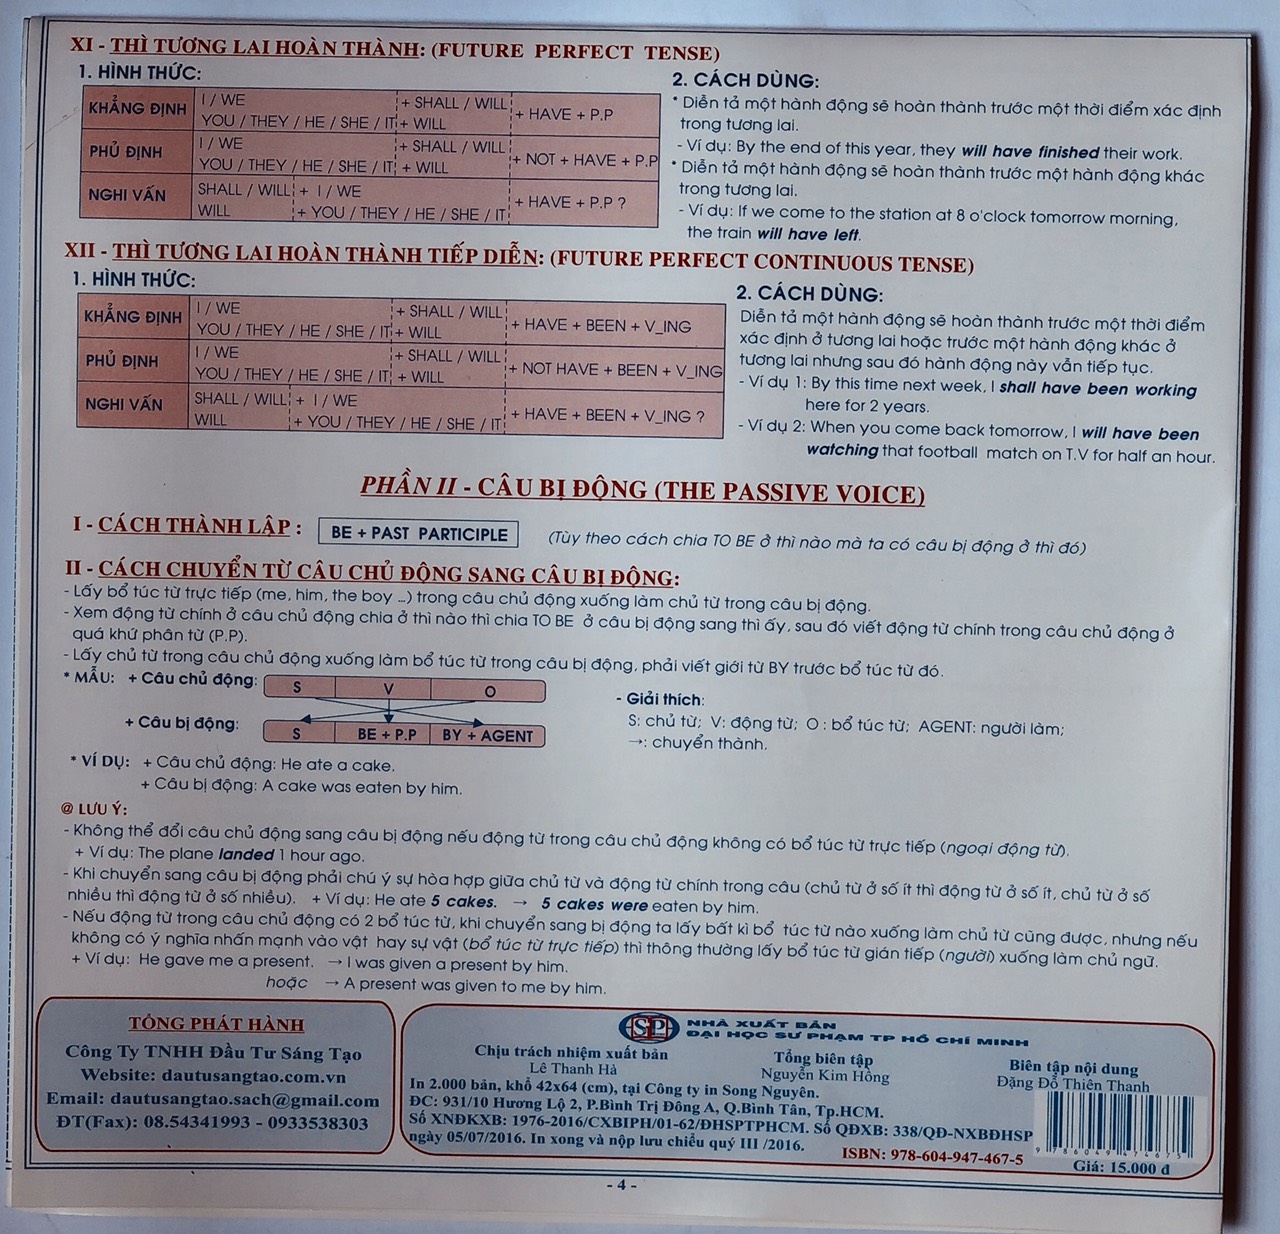 XI - THÌ TƯƠNG LAI HOÀN THÀNH: (FUTURE PERFECT TENSE)
1. HÌNH THỨC:
KHẲNG ĐỊNH I / WE + SHALL / WILL + HAVE + P.P
YOU / THEY / HE / SHE / IT + WILL
PHỦ ĐỊNH I / WE + SHALL / WILL + NOT + HAVE + P.P
YOU / THEY / HE / SHE / IT + WILL
NGHI VẤN SHALL / WILL + I / WE + HAVE + P.P ?
WILL + YOU / THEY / HE / SHE / IT
2. CÁCH DÙNG:
* Diễn tả một hành động sẽ hoàn thành trước một thời điểm xác định
trong tương lai.
- Ví dụ: By the end of this year, they will have finished their work.
* Diễn tả một hành động sẽ hoàn thành trước một hành động khác
trong tương lai.
- Ví dụ: If we come to the station at 8 o'clock tomorrow morning,
the train will have left.
XII - THÌ TƯƠNG LAI HOÀN THÀNH TIẾP DIỄN: (FUTURE PERFECT CONTINUOUS TENSE)
1. HÌNH THỨC:
KHẲNG ĐỊNH I / WE + SHALL / WILL + HAVE + BEEN + V_ING
YOU / THEY / HE / SHE / IT + WILL
PHỦ ĐỊNH I / WE + SHALL / WILL + NOT HAVE + BEEN + V_ING
YOU / THEY / HE / SHE / IT + WILL
NGHI VẤN SHALL / WILL + I / WE + HAVE + BEEN + V_ING ?
WILL + YOU / THEY / HE / SHE / IT
2. CÁCH DÙNG:
Diễn tả một hành động sẽ hoàn thành trước một thời điểm
xác định ở tương lai hoặc trước một hành động khác ở
tương lai nhưng sau đó hành động này vẫn tiếp tục.
- Ví dụ 1: By this time next week, I shall have been working
here for 2 years.
- Ví dụ 2: When you come back tomorrow, I will have been
watching that football match on T.V for half an hour.
PHẦN II - CÂU BỊ ĐỘNG (THE PASSIVE VOICE)
I - CÁCH THÀNH LẬP : BE + PAST PARTICIPLE (Tùy theo cách chia TO BE ở thì nào mà ta có câu bị động ở thì đó)
II - CÁCH CHUYỂN TỪ CÂU CHỦ ĐỘNG SANG CÂU BỊ ĐỘNG:
- Lấy bổ túc từ trực tiếp (me, him, the boy ...) trong câu chủ động xuống làm chủ từ trong câu bị động.
- Xem động từ chính ở câu chủ động chia ở thì nào thì chia TO BE ở câu bị động sang thì ấy, sau đó viết động từ chính trong câu chủ động ở
quá khứ phân từ (P.P).
- Lấy chủ từ trong câu chủ động xuống làm bổ túc từ trong câu bị động, phải viết giới từ BY trước bổ túc từ đó.
* MẪU: + Câu chủ động: S V O
+ Câu bị động: S BE + P.P BY + AGENT
- Giải thích:
S: chủ từ; V: động từ; O : bổ túc từ; AGENT: người làm;
→: chuyển thành.
* VÍ DỤ: + Câu chủ động: He ate a cake.
+ Câu bị động: A cake was eaten by him.
@ LƯU Ý:
- Không thể đổi câu chủ động sang câu bị động nếu động từ trong câu chủ động không có bổ túc từ trực tiếp (ngoại động từ).
+ Ví dụ: The plane landed 1 hour ago.
- Khi chuyển sang câu bị động phải chú ý sự hòa hợp giữa chủ từ và động từ chính trong câu (chủ từ ở số ít thì động từ ở số ít, chủ từ ở số
nhiều thì động từ ở số nhiều). + Ví dụ: He ate 5 cakes. → 5 cakes were eaten by him.
- Nếu động từ trong câu chủ động có 2 bổ túc từ, khi chuyển sang bị động ta lấy bất kì bổ túc từ nào xuống làm chủ từ cũng được, nhưng nếu
không có ý nghĩa nhấn mạnh vào vật hay sự vật (bổ túc từ trực tiếp) thì thông thường lấy bổ túc từ gián tiếp (người) xuống làm chủ ngữ.
+ Ví dụ: He gave me a present. → I was given a present by him.
hoặc → A present was given to me by him.
TỔNG PHÁT HÀNH
Công Ty TNHH Đầu Tư Sáng Tạo
Website: dautusangtao.com.vn
Email: dautusangtao.sach@gmail.com
ĐT(Fax): 08.54341993 - 0933538303
NHÀ XUẤT BẢN
ĐẠI HỌC SƯ PHẠM TP HỒ CHÍ MINH
Chịu trách nhiệm xuất bản
Lê Thanh Hà
Tổng biên tập
Nguyễn Kim Hồng
Biên tập nội dung
Đặng Đỗ Thiên Thanh
In 2.000 bản, khổ 42x64 (cm), tại Công ty in Song Nguyên.
ĐC: 931/10 Hương Lộ 2, P.Bình Trị Đông A, Q.Bình Tân, Tp.HCM.
Số XNĐKXB: 1976-2016/CXBIPH/01-62/ĐHSPTPHCM. Số QĐXB: 338/QĐ-NXBĐHSP
ngày 05/07/2016. In xong và nộp lưu chiểu quý III /2016.
ISBN: 978-604-947-467-5
9 786049 474675
Giá: 15.000 đ
- 4 -